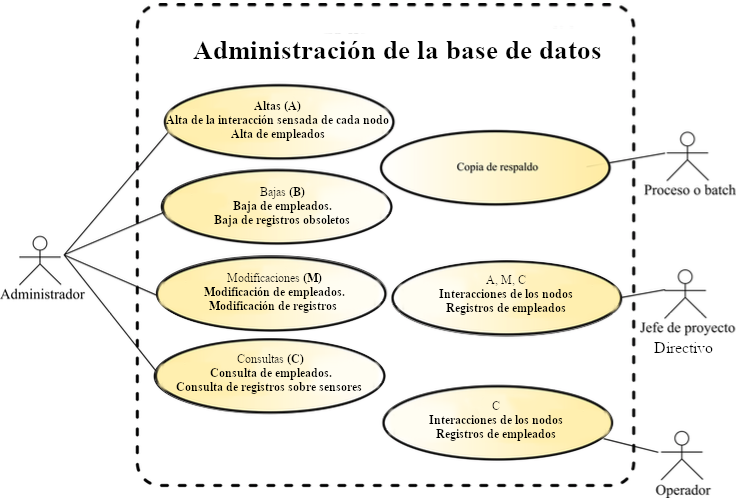 Administración de la base de datos
Altas (A)
Alta de la interacción sensada de cada nodo
Alta de empleados
Copia de respaldo
Proceso o batch
Bajas (B)
Baja de empleados.
Baja de registros obsoletos
Administrador
Modificaciones (M)
Modificación de empleados.
Modificación de registros
A, M, C
Interacciones de los nodos
Registros de empleados
Jefe de proyecto
Directivo
Consultas (C)
Consulta de empleados.
Consulta de registros sobre sensores
C
Interacciones de los nodos
Registros de empleados
Operador